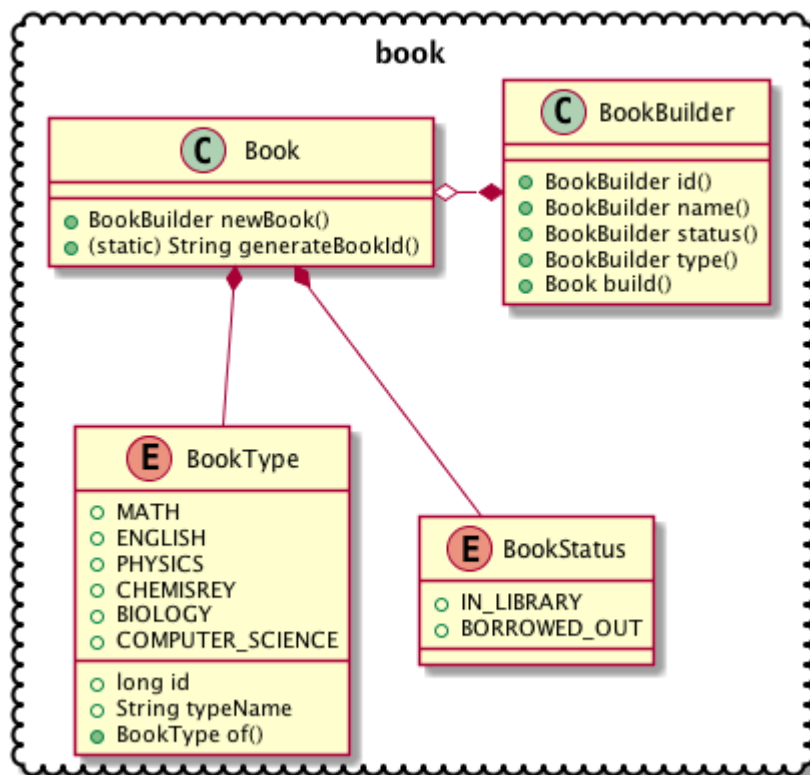 book
C Book
BookBuilder newBook()
(static) String generateBookId()
C BookBuilder
BookBuilder id()
BookBuilder name()
BookBuilder status()
BookBuilder type()
Book build()
E BookType
MATH
ENGLISH
PHYSICS
CHEMISREY
BIOLOGY
COMPUTER_SCIENCE
long id
String typeName
BookType of()
E BookStatus
IN_LIBRARY
BORROWED_OUT